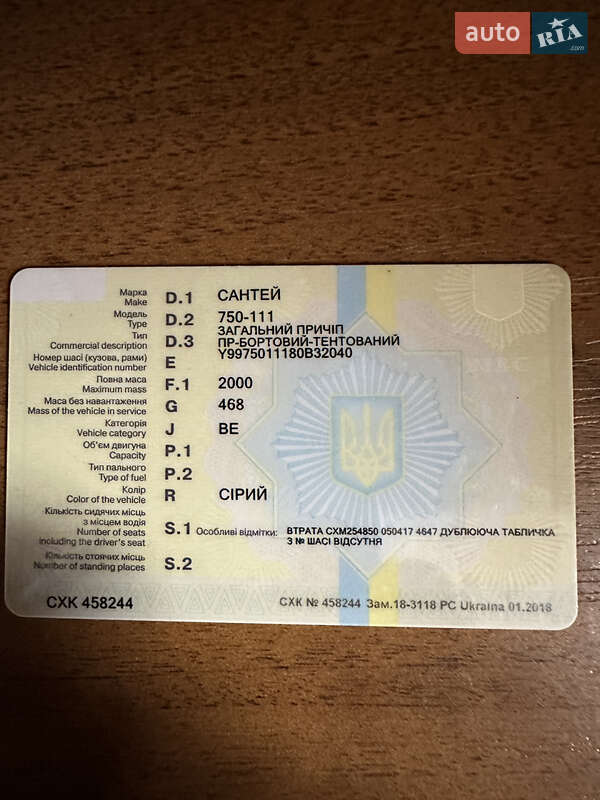 auto RIA .com
Марка D.1 САНТЕЙ
Make
Модель D.2 750-111
Type
ЗАГАЛЬНИЙ ПРИЧІП
Тип D.3 ПР-БОРТОВИЙ-ТЕНТОВАНИЙ
Commercial description
Номер шасі (кузова, рами) E Y9975011180B32040
Vehicle identification number
Повна маса F.1 2000
Maximum mass
Маса без навантаження G 468
Mass of the vehicle in service
Категорія J BE
Vehicle category
Об'єм двигуна P.1
Capacity
Тип пального P.2
Type of fuel
Колір R СІРИЙ
Color of the vehicle
Кількість сидячих місць
з місцем водія S.1 Особливі відмітки: ВТРАТА СХМ254850 050417 4647 ДУБЛЮЮЧА ТАБЛИЧКА
Number of seats З № ШАСІ ВІДСУТНЯ
including the driver's seat
Кількість стоячих місць S.2
Number of standing places
СХК 458244
СХК № 458244 Зам.18-3118 РС Ukraina 01.2018